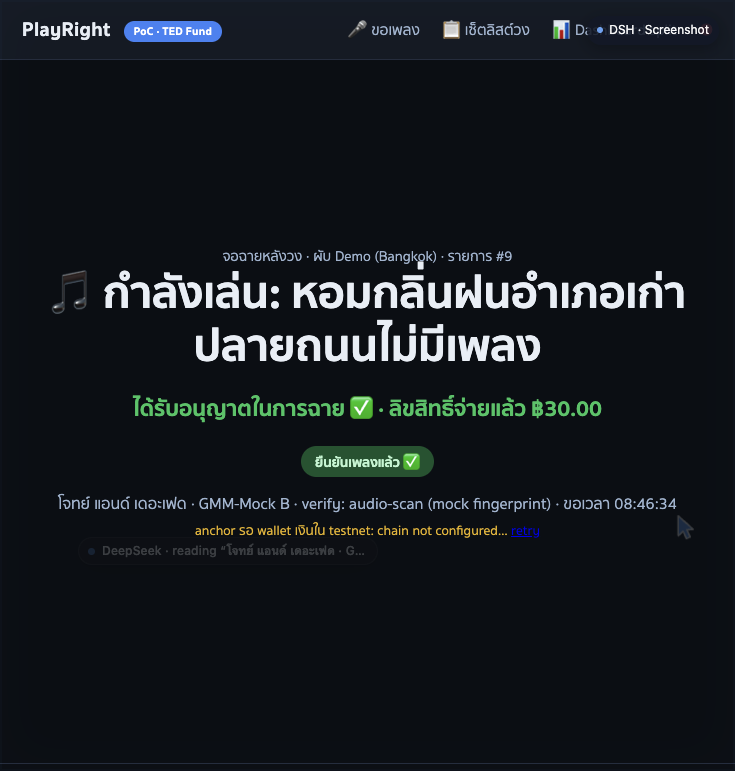 PlayRight PoC · TED Fund 🎤 ขอเพลง 📋 เซ็ตลิสต์วง 📊 DSH · Screenshot
จอฉายหลังวง · ผับ Demo (Bangkok) · รายการ #9
🎵 กำลังเล่น: หอมกลิ่นฝนอำเภอเก่า
ปลายถนนไม่มีเพลง
ได้รับอนุญาตในการฉาย ✅ · ลิขสิทธิ์จ่ายแล้ว ฿30.00
ยืนยันเพลงแล้ว ✅
โจทย์ แอนด์ เดอะเฟด · GMM-Mock B · verify: audio-scan (mock fingerprint) · ขอเวลา 08:46:34
anchor รอ wallet เงินใน testnet: chain not configured... retry
DeepSeek · reading "โจทย์ แอนด์ เดอะเฟด · G...